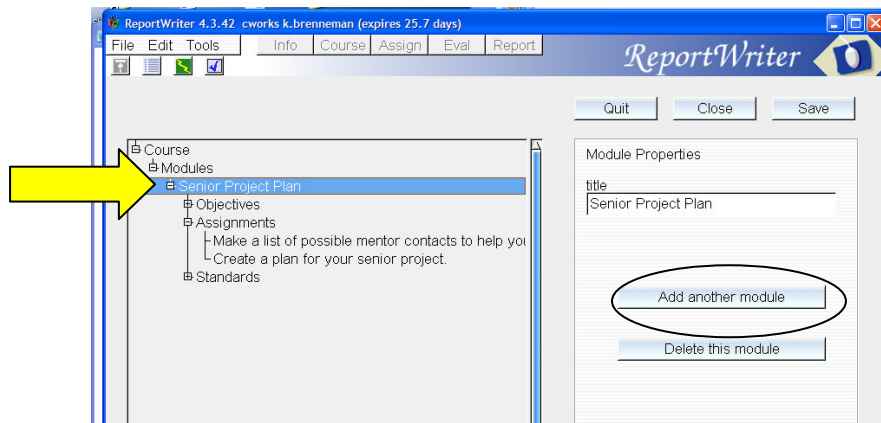 ReportWriter 4.3.42 cworks k.brenneman (expires 25.7 days)
File Edit Tools Info Course Assign Eval Report
ReportWriter
Quit Close Save
Course
Modules
Senior Project Plan
Objectives
Assignments
Make a list of possible mentor contacts to help you
Create a plan for your senior project.
Standards
Module Properties
title
Senior Project Plan
Add another module
Delete this module